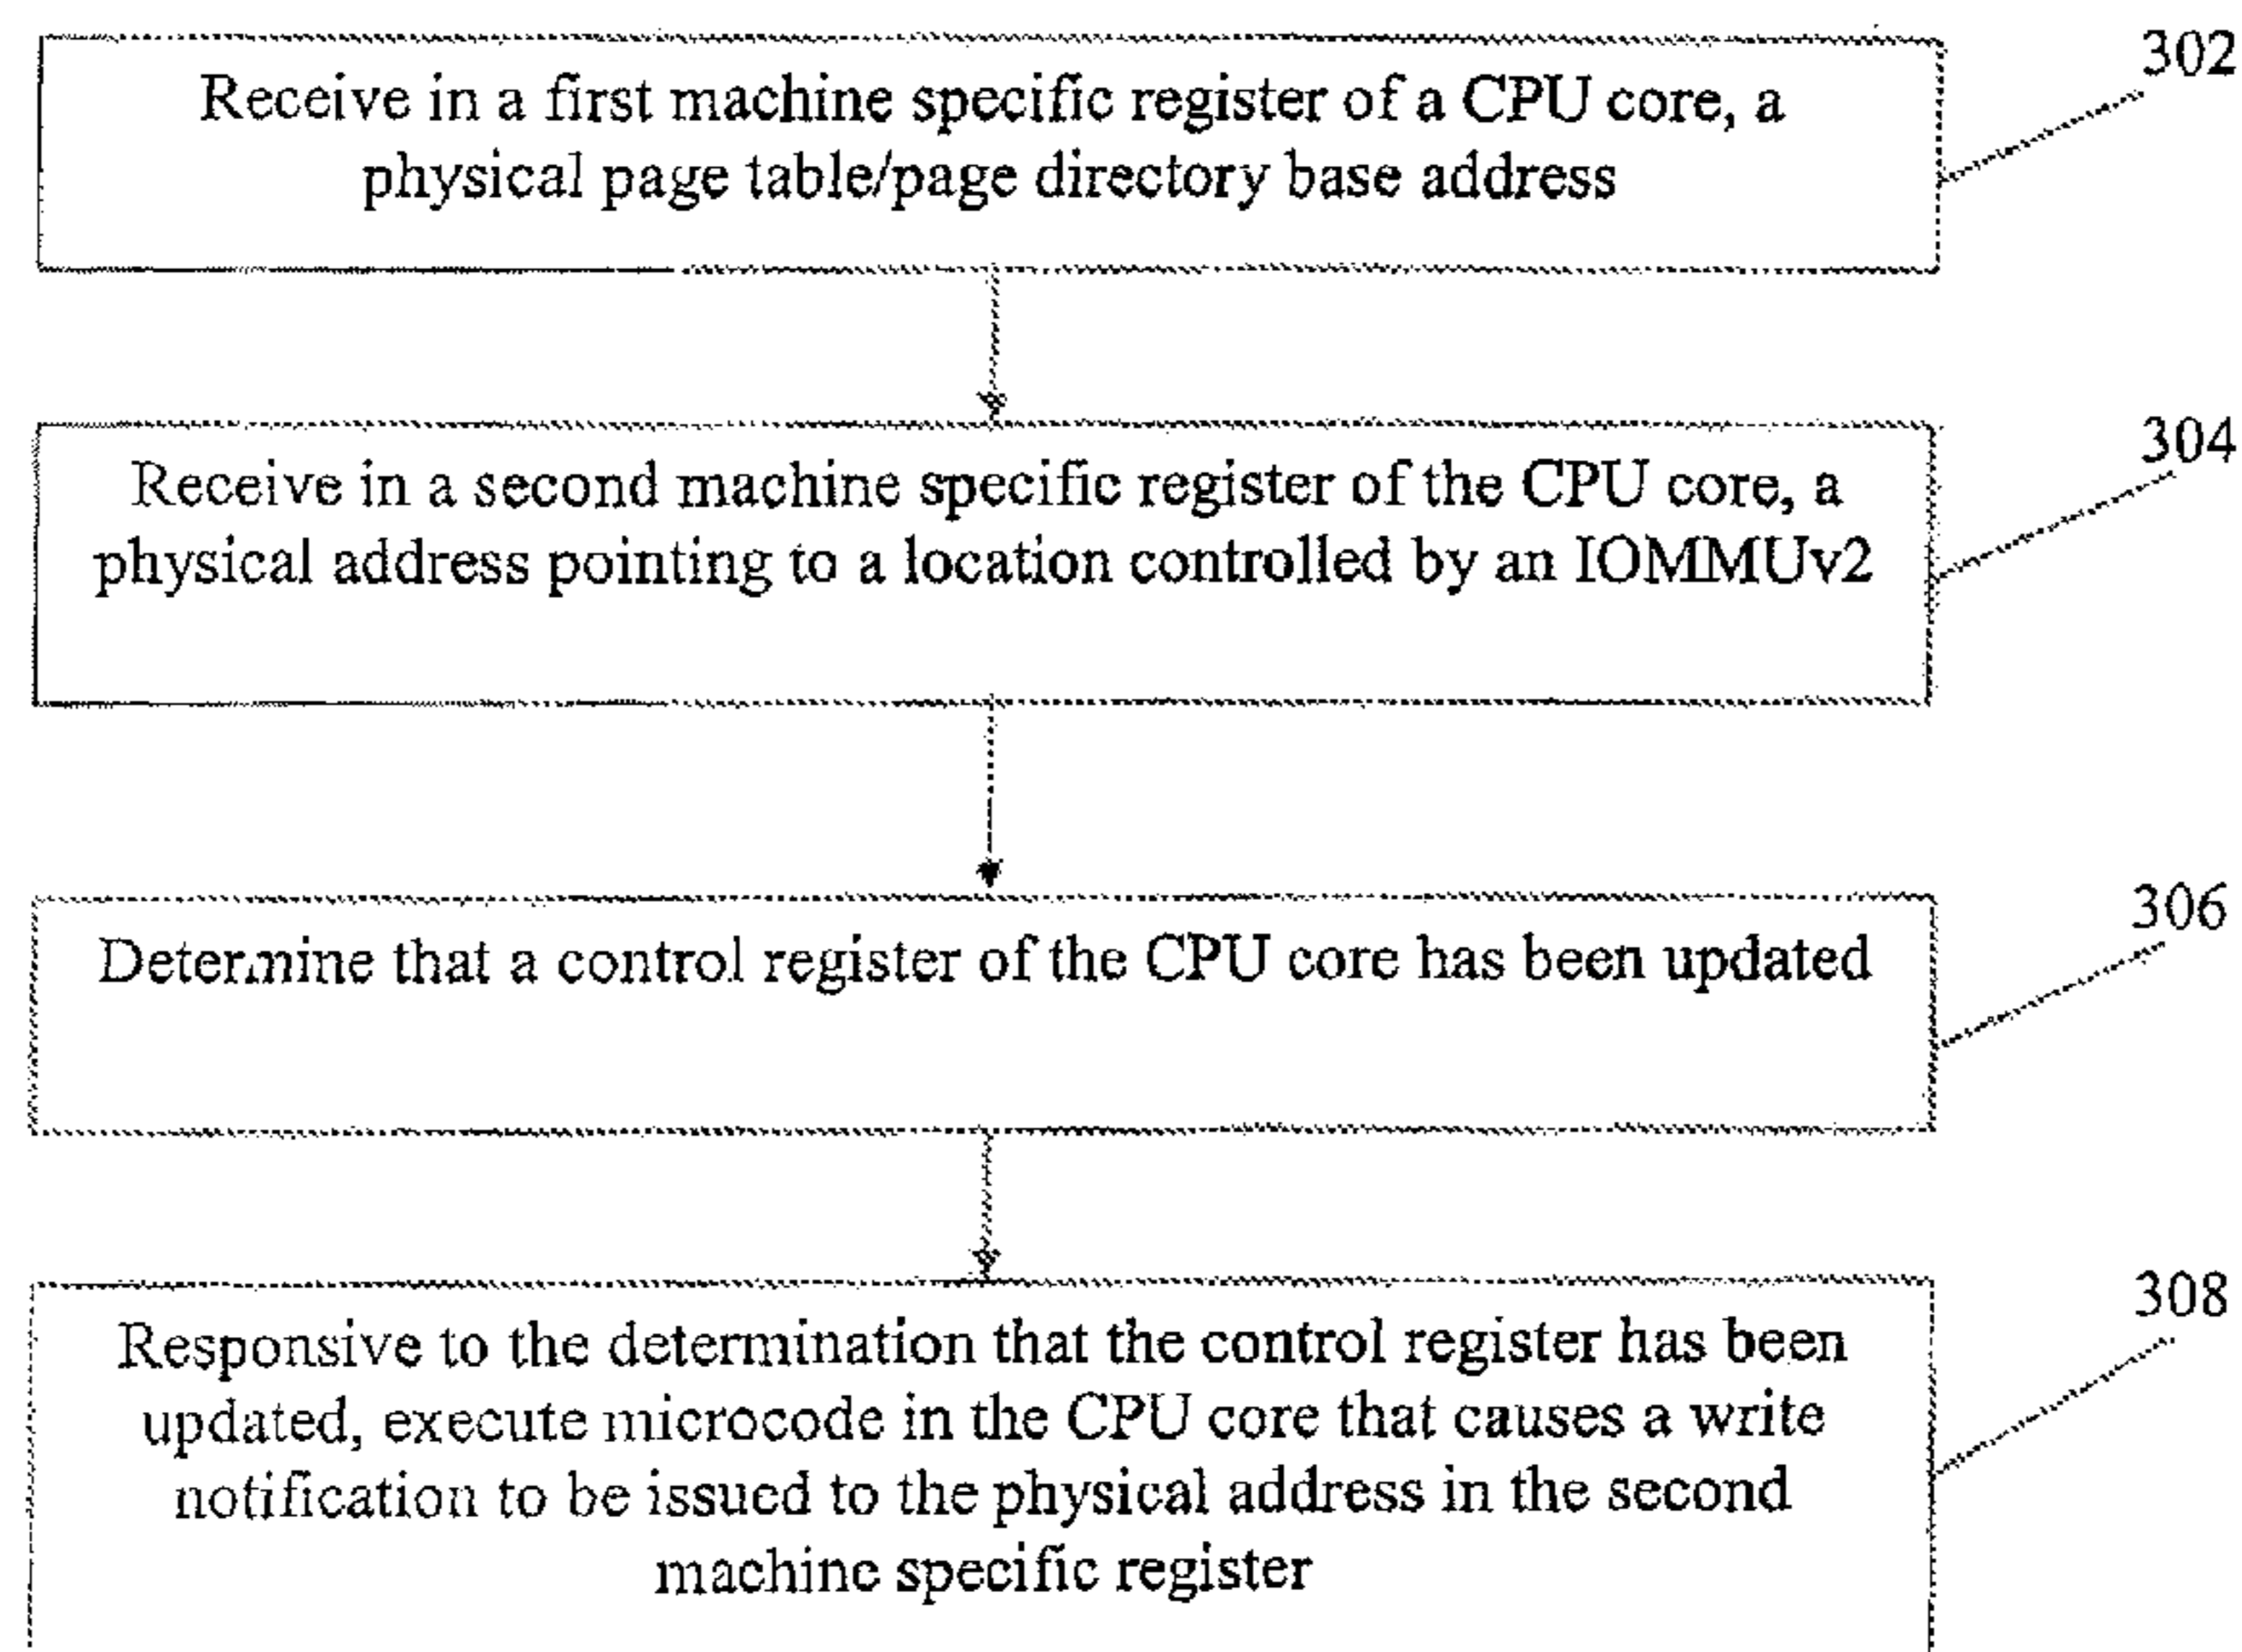 Receive in a first machine specific register of a CPU core, a
physical page table/page directory base address
302
Receive in a second machine specific register of the CPU core, a
physical address pointing to a location controlled by an IOMMUv2
304
Determine that a control register of the CPU core has been updated
306
Responsive to the determination that the control register has been
updated, execute microcode in the CPU core that causes a write
notification to be issued to the physical address in the second
machine specific register
308